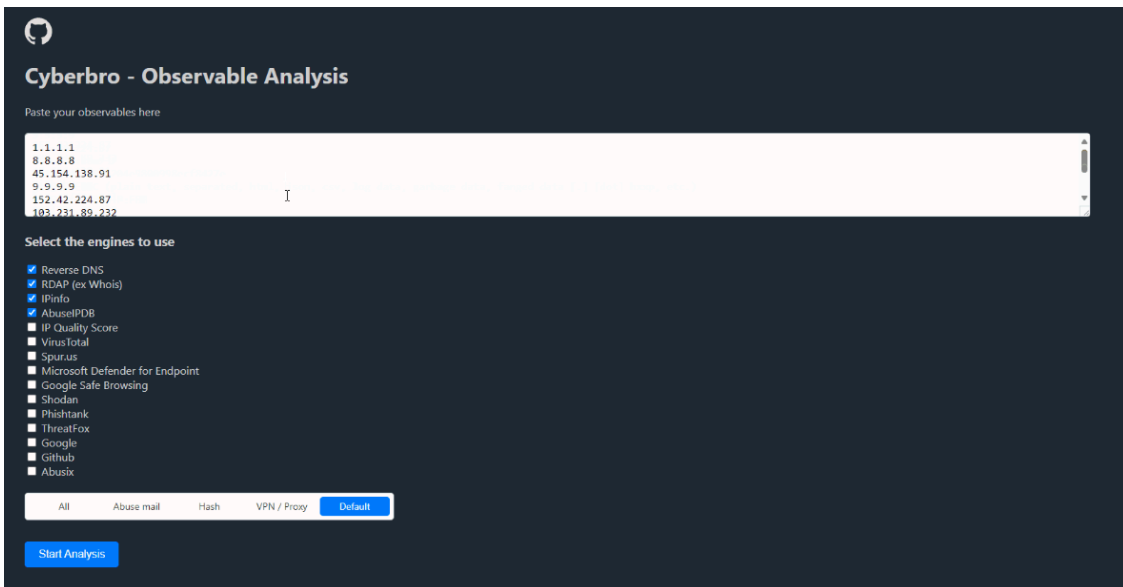 Cyberbro - Observable Analysis
Paste your observables here
1.1.1.1
8.8.8.8
45.154.138.91
9.9.9.9
152.42.224.87
103.231.89.232
Select the engines to use
Reverse DNS
RDAP (ex Whois)
IPinfo
AbuseIPDB
IP Quality Score
VirusTotal
Spur.us
Microsoft Defender for Endpoint
Google Safe Browsing
Shodan
Phishtank
ThreatFox
Google
Github
Abusix
All Abuse mail Hash VPN / Proxy Default
Start Analysis